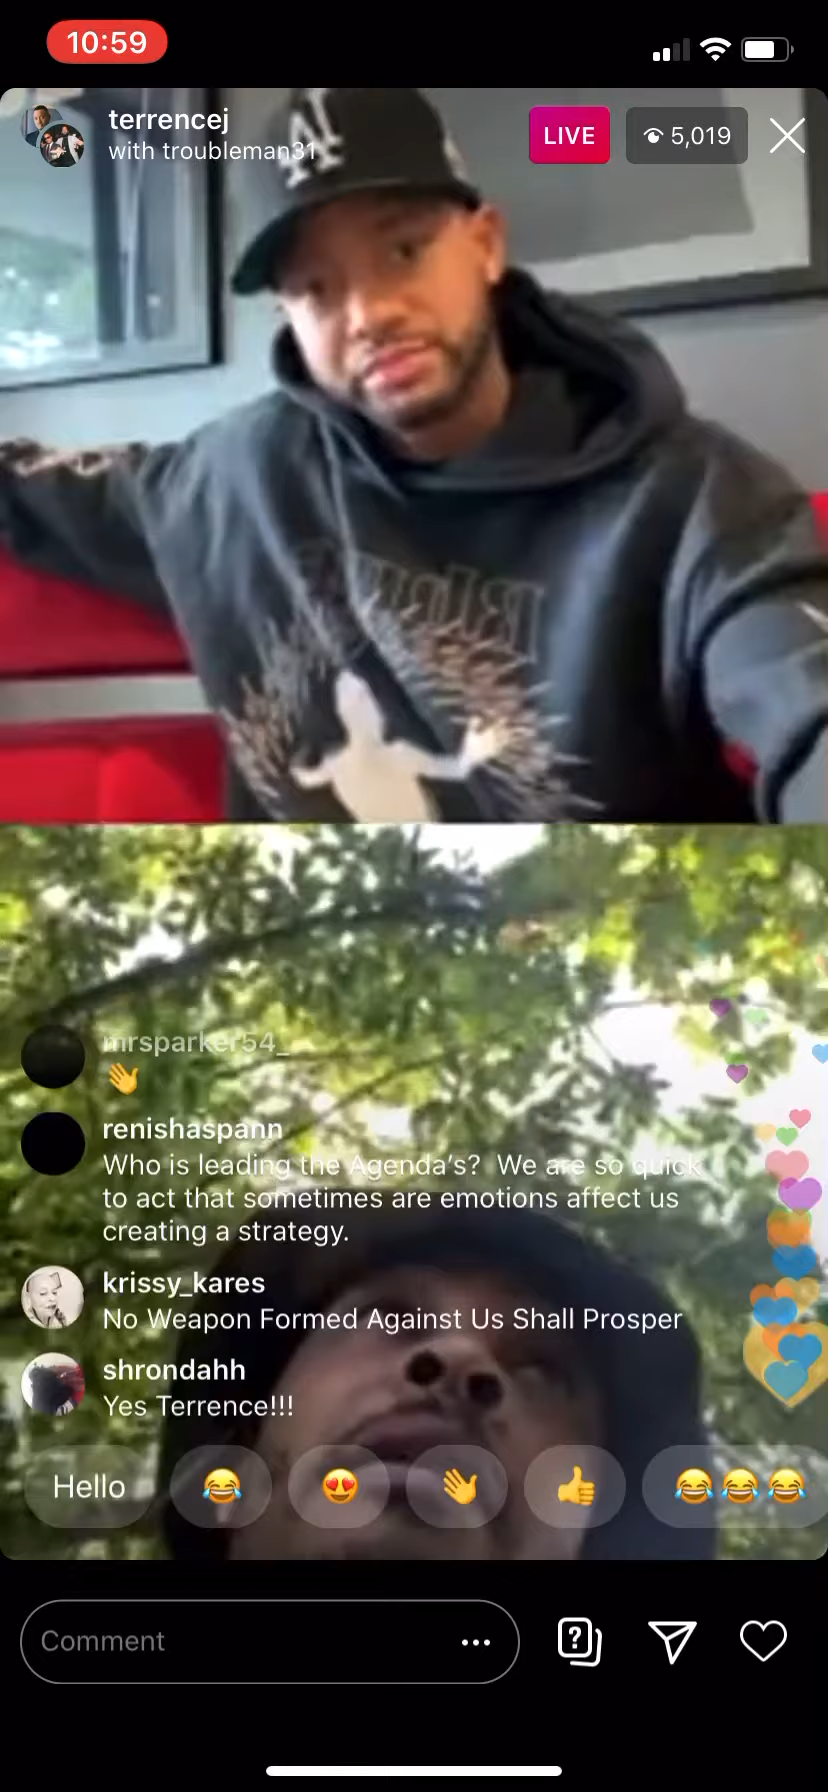 10:59
terrencej
with troubleman31
LIVE
5,019
mrsparker54_
👋
renishaspann
Who is leading the Agenda's?  We are so quick
to act that sometimes are emotions affect us
creating a strategy.
krissy_kares
No Weapon Formed Against Us Shall Prosper
shrondahh
Yes Terrence!!!
Hello 😂 😍 👋 👍 😂😂😂
Comment